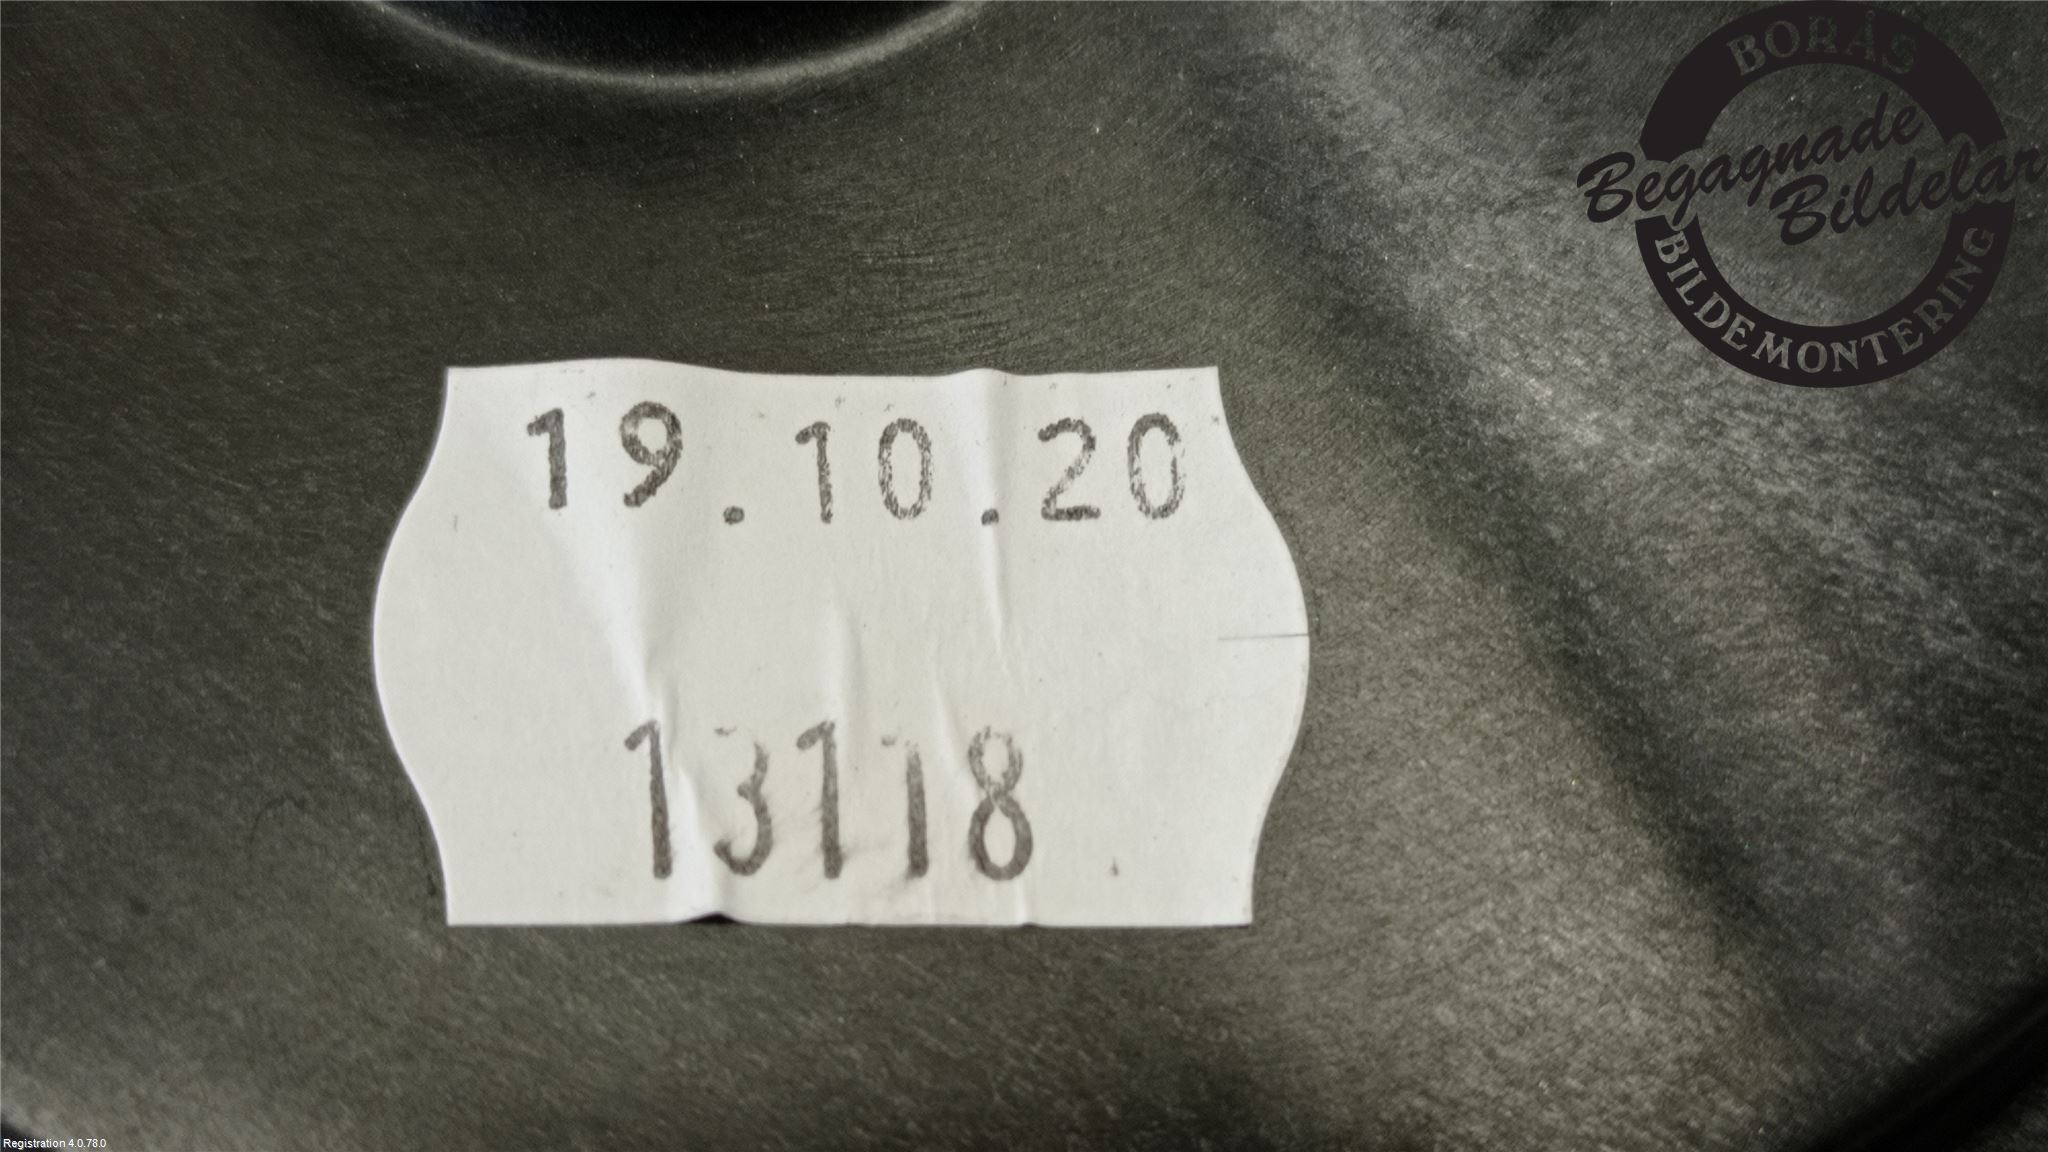 BORÅS
Begagnade
Bildelar
BILDEMONTERING
19.10.20
13118
Registration 4.0.78.0